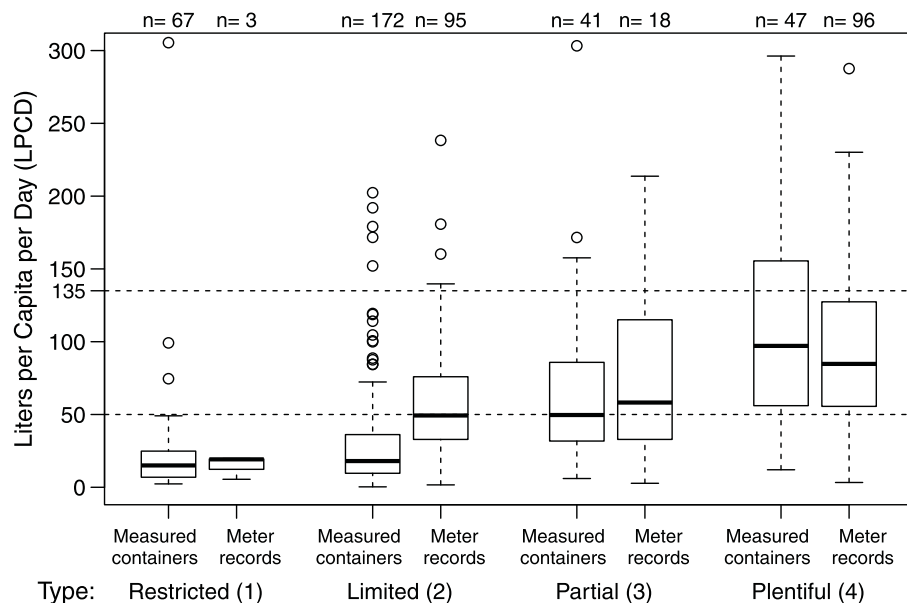 n= 67 n= 3 n= 172 n= 95 n= 41 n= 18 n= 47 n= 96
Liters per Capita per Day (LPCD)
300
250
200
150
135
100
50
0
Measured containers Meter records Measured containers Meter records Measured containers Meter records Measured containers Meter records
Type: Restricted (1) Limited (2) Partial (3) Plentiful (4)